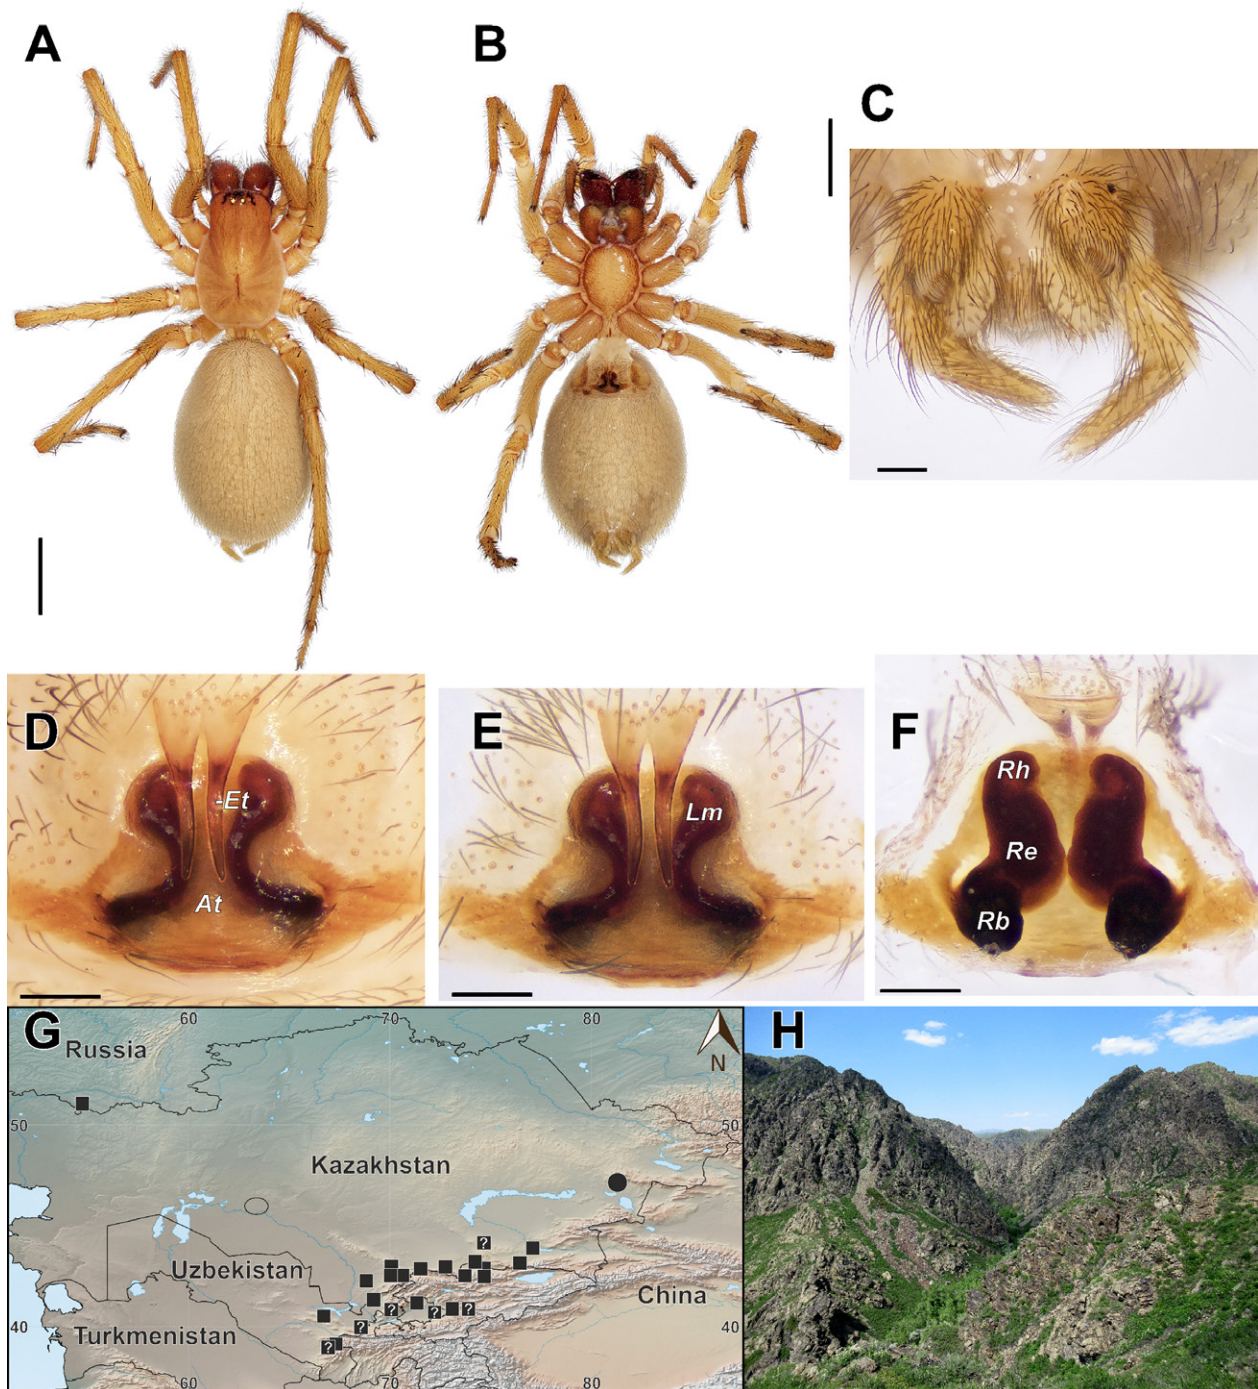 A
B
C
D
-Et
At
E
Lm
F
Rh
Re
Rb
G
60
70
80
N
Russia
50
50
Kazakhstan
?
Uzbekistan
China
?
?
?
?
Turkmenistan
?
40
40
60
70
80
H